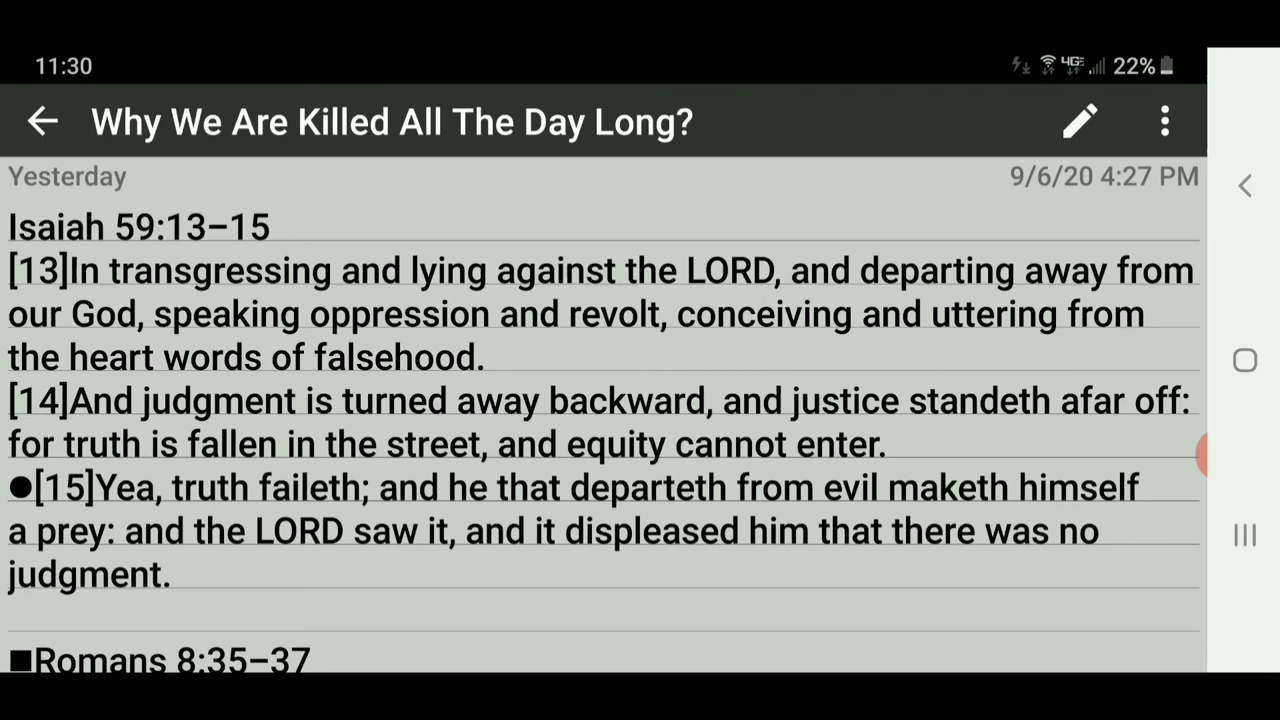 11:30
4G 22%
Why We Are Killed All The Day Long?
Yesterday 9/6/20 4:27 PM
Isaiah 59:13–15
[13]In transgressing and lying against the LORD, and departing away from
our God, speaking oppression and revolt, conceiving and uttering from
the heart words of falsehood.
[14]And judgment is turned away backward, and justice standeth afar off:
for truth is fallen in the street, and equity cannot enter.
●[15]Yea, truth faileth; and he that departeth from evil maketh himself
a prey: and the LORD saw it, and it displeased him that there was no
judgment.
■Romans 8:35–37